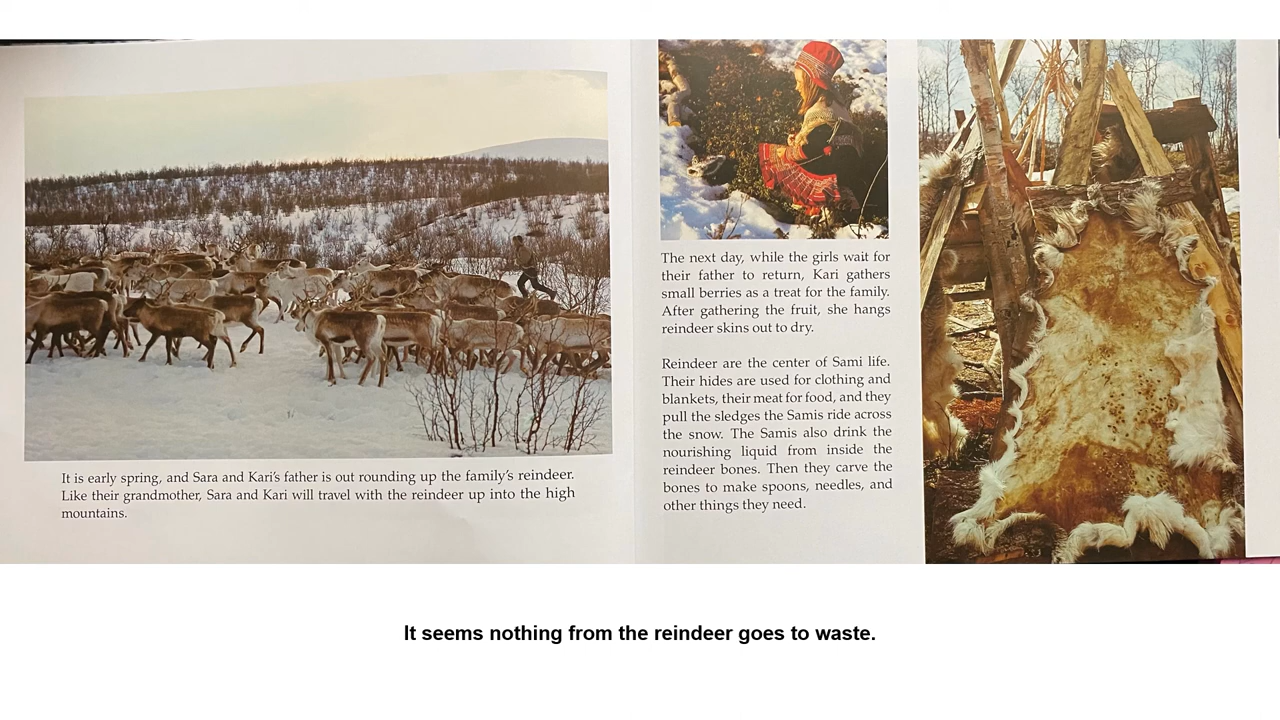 It is early spring, and Sara and Kari's father is out rounding up the family's reindeer.
Like their grandmother, Sara and Kari will travel with the reindeer up into the high
mountains.
The next day, while the girls wait for
their father to return, Kari gathers
small berries as a treat for the family.
After gathering the fruit, she hangs
reindeer skins out to dry.
Reindeer are the center of Sami life.
Their hides are used for clothing and
blankets, their meat for food, and they
pull the sledges the Samis ride across
the snow. The Samis also drink the
nourishing liquid from inside the
reindeer bones. Then they carve the
bones to make spoons, needles, and
other things they need.
It seems nothing from the reindeer goes to waste.